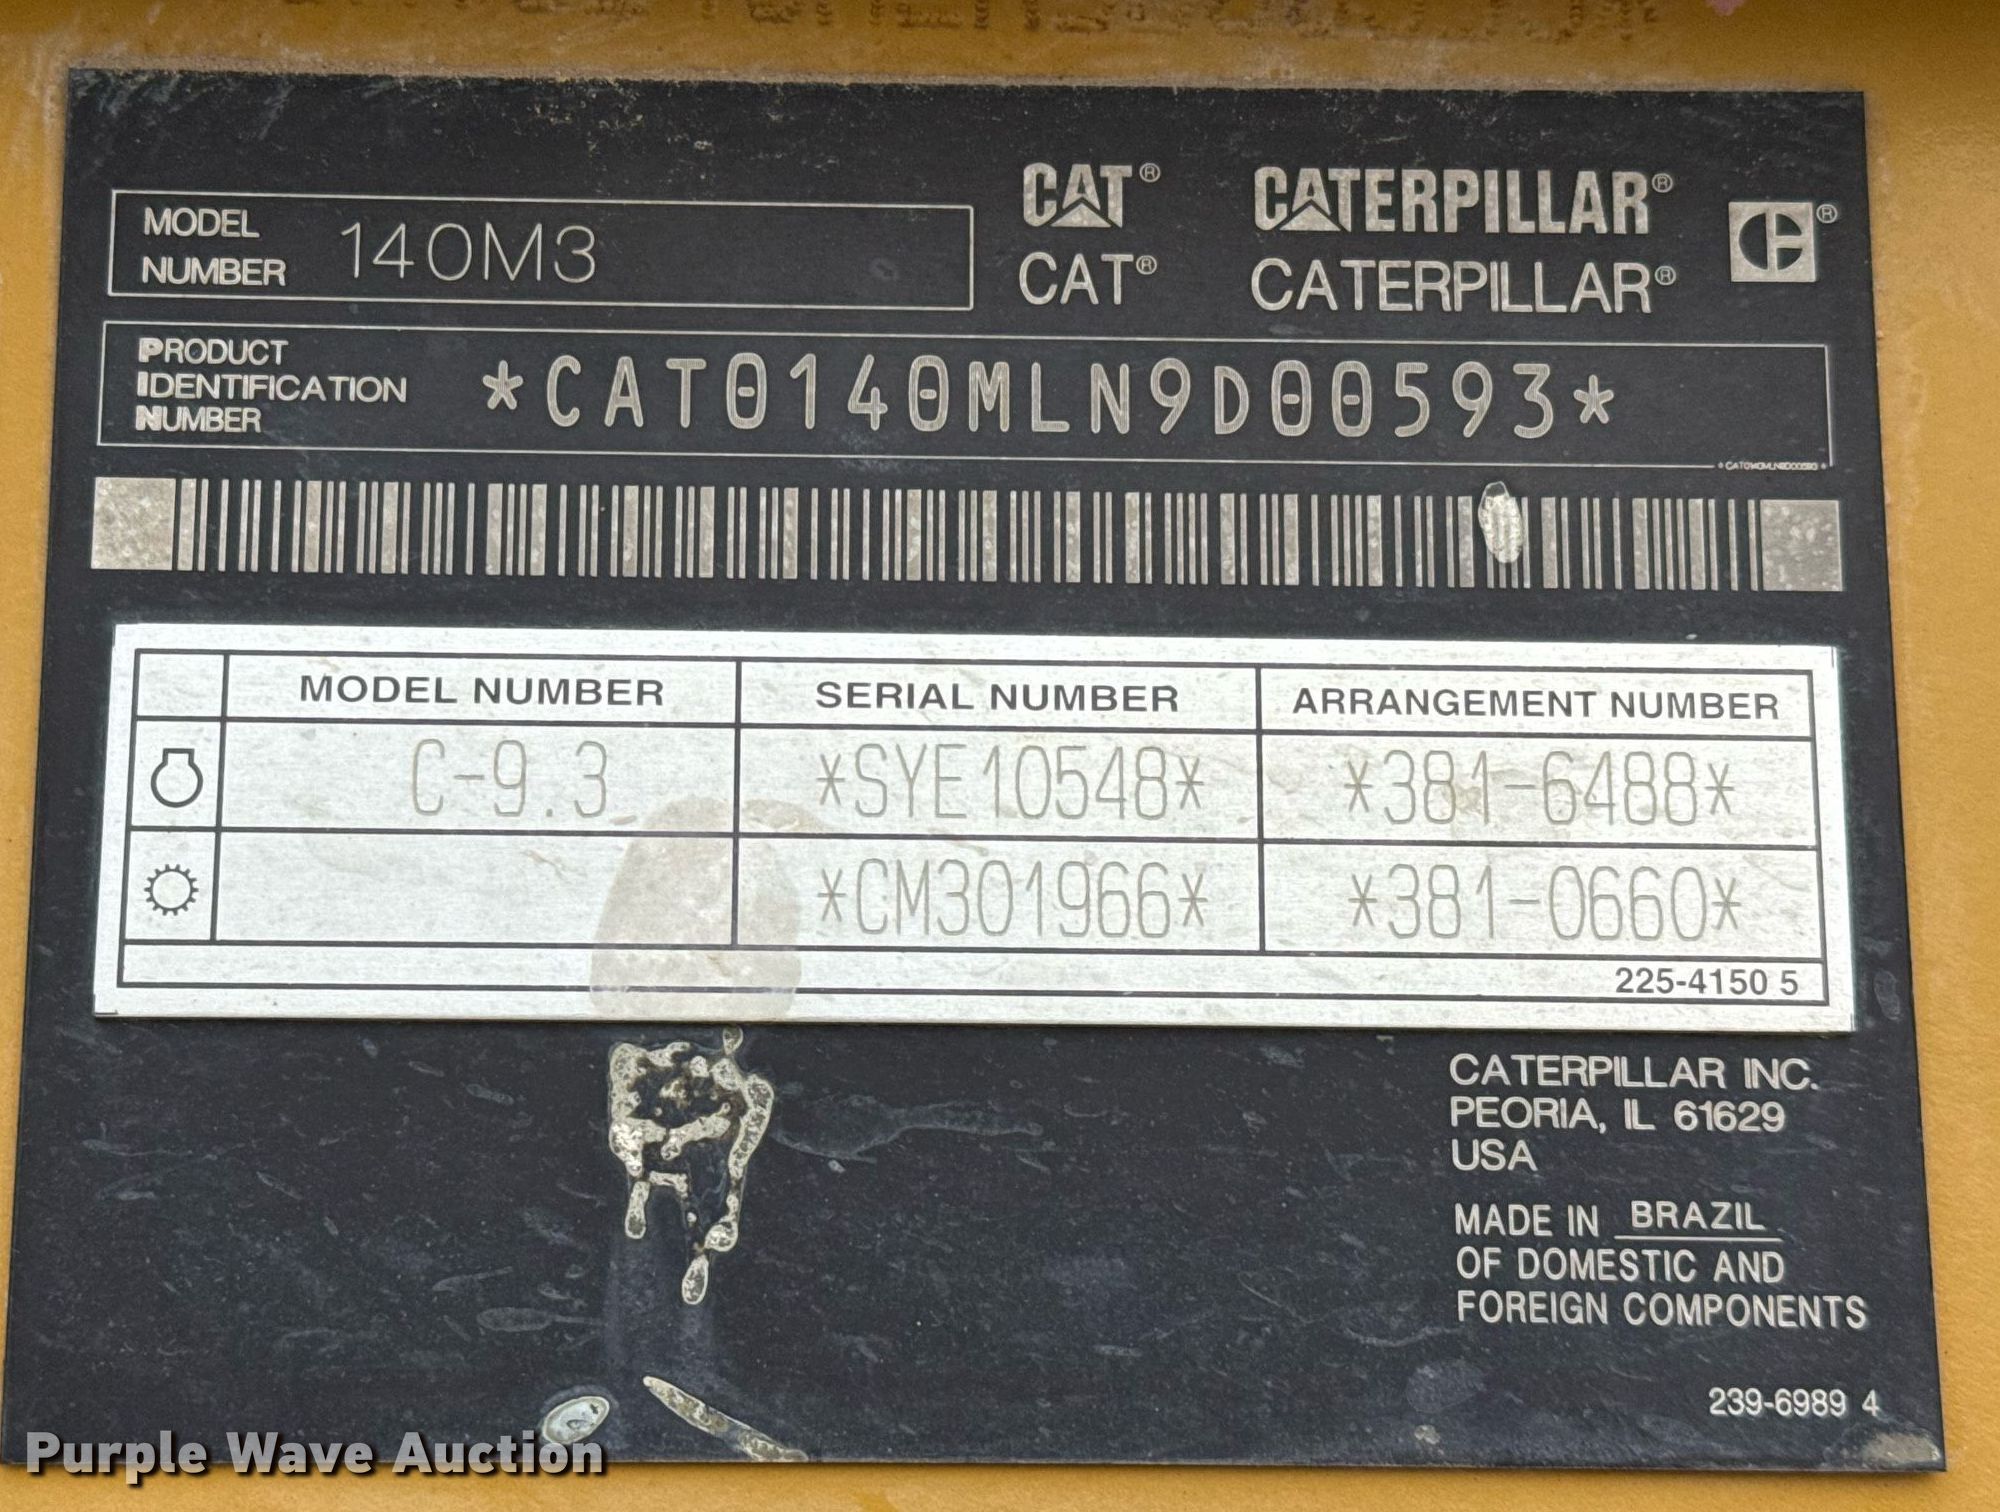 MODEL NUMBER 140M3
CAT® CATERPILLAR®
CAT® CATERPILLAR®
PRODUCT IDENTIFICATION NUMBER *CAT0140MLN9D00593*
*CAT0140MLN9D00593*
MODEL NUMBER SERIAL NUMBER ARRANGEMENT NUMBER
C-9.3 *SYE10548* *381-6488*
*CM301966* *381-0660*
225-4150 5
CATERPILLAR INC.
PEORIA, IL 61629
USA
MADE IN BRAZIL
OF DOMESTIC AND
FOREIGN COMPONENTS
239-6989 4
Purple Wave Auction